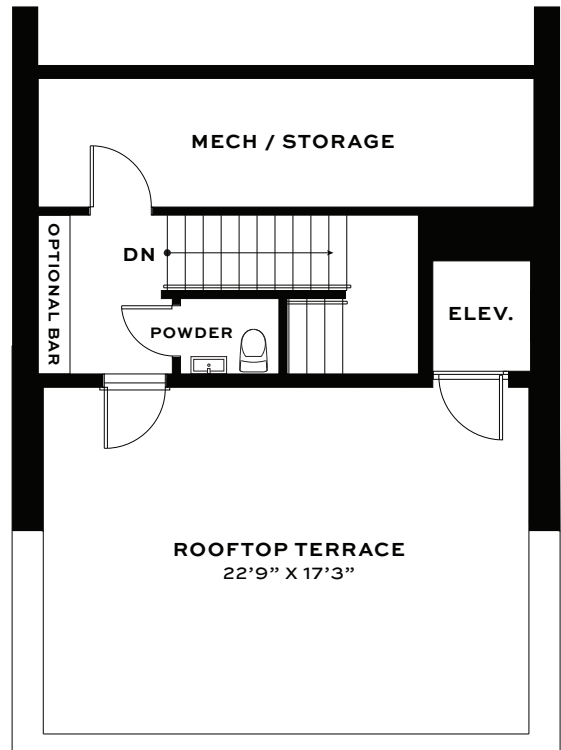 MECH / STORAGE
OPTIONAL BAR
DN
POWDER
ELEV.
ROOFTOP TERRACE
22’9” X 17’3”